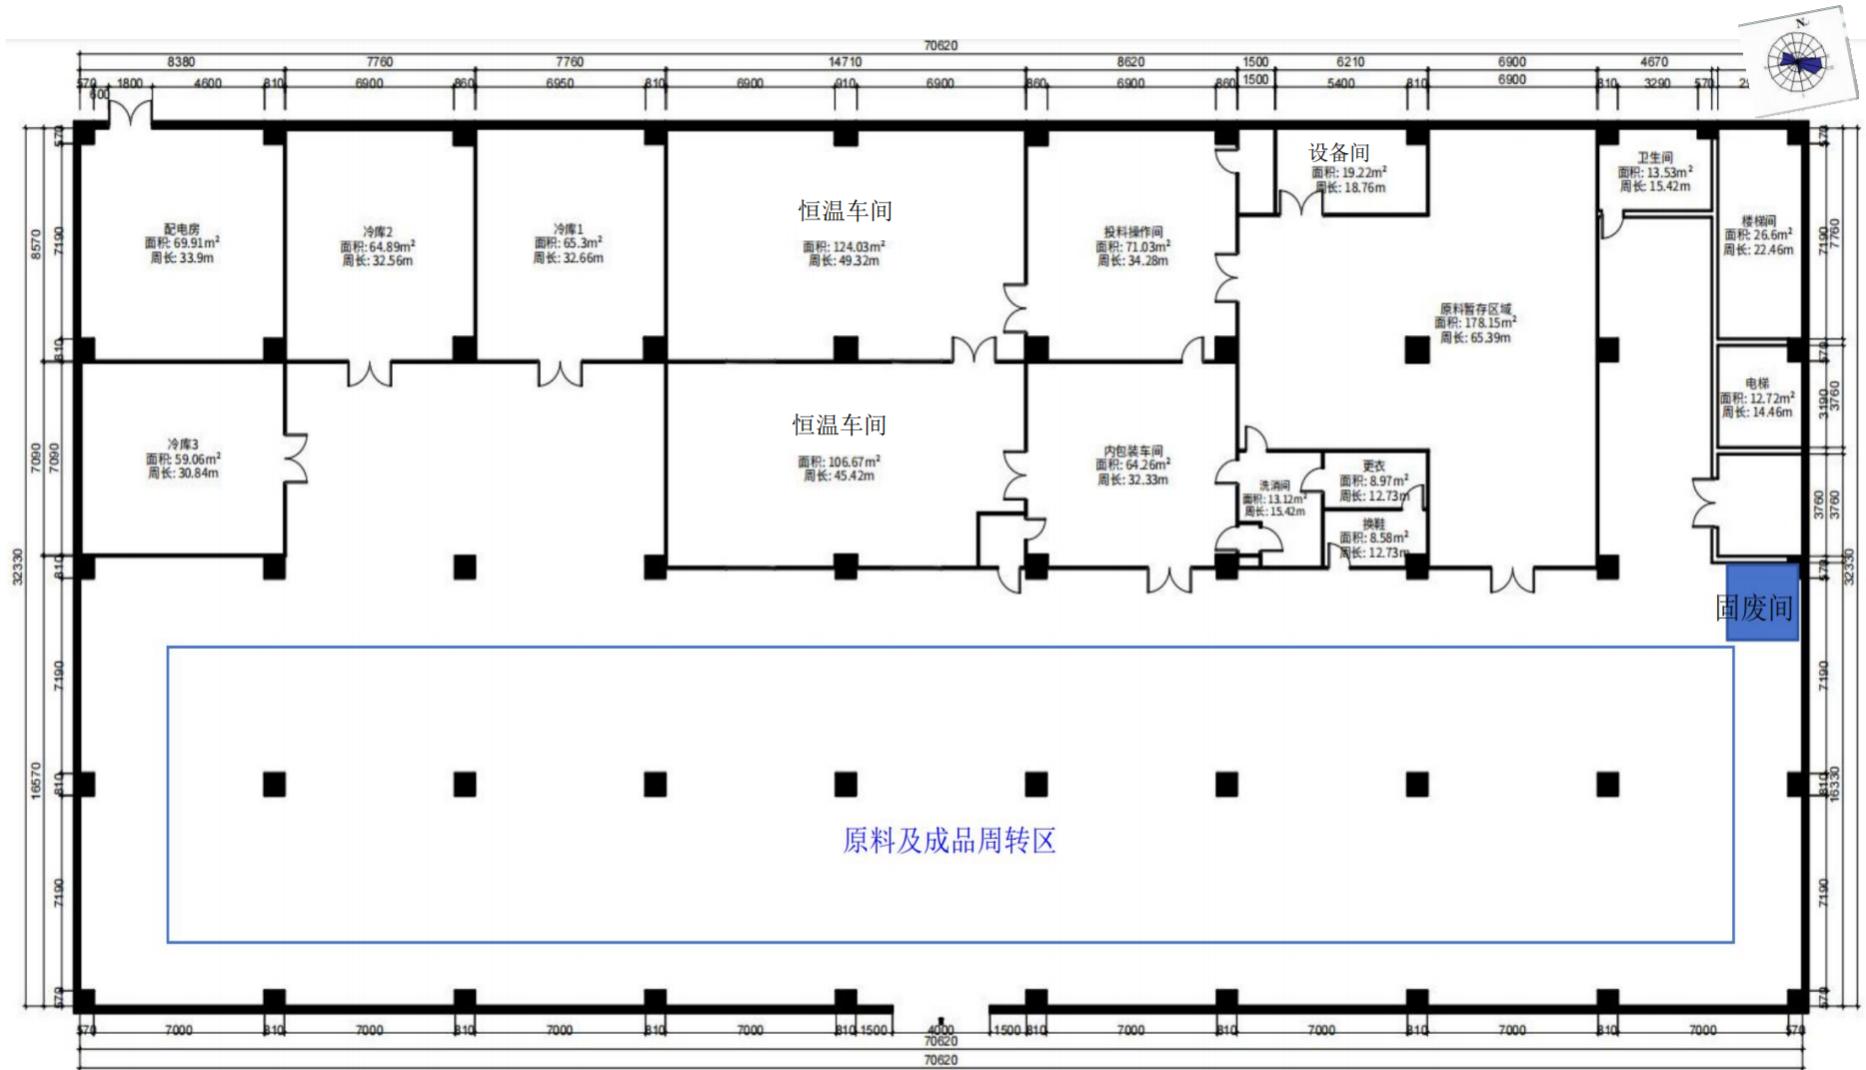 N
70620
8380 7760 7760 14710 8620 1500 6210 6900 4670
570 1800 4600 810 6900 860 6950 810 6900 910 6900 860 6900 860 1500 5400 810 6900 810 3290 570
600
设备间
面积: 19.22m²
周长: 18.76m
卫生间
面积: 13.53m²
周长: 15.42m
恒温车间
面积: 124.03m²
周长: 49.32m
配电房
面积: 69.91m²
周长: 33.9m
冷库2
面积: 64.89m²
周长: 32.56m
冷库1
面积: 65.3m²
周长: 32.66m
投料操作间
面积: 71.03m²
周长: 34.28m
楼梯间
面积: 26.6m²
周长: 22.46m
原料暂存区域
面积: 178.15m²
周长: 65.39m
电梯
面积: 12.72m²
周长: 14.46m
恒温车间
面积: 106.67m²
周长: 45.42m
冷库3
面积: 59.06m²
周长: 30.84m
内包装车间
面积: 64.26m²
周长: 32.33m
洗消间
面积: 13.12m²
周长: 15.42m
更衣
面积: 8.97m²
周长: 12.73m
换鞋
面积: 8.58m²
周长: 12.73m
固废间
原料及成品周转区
32330
8570 7090 16570
570 7190 810 7090 810 7190 810 7190 570
570 7190 570 3190 3760 570 7190 810 7190 570
7760 3760 3760 16330
32330
570 7000 810 7000 810 7000 810 7000 810 1500 4000 1500 810 7000 810 7000 810 7000 810 7000 570
70620
70620